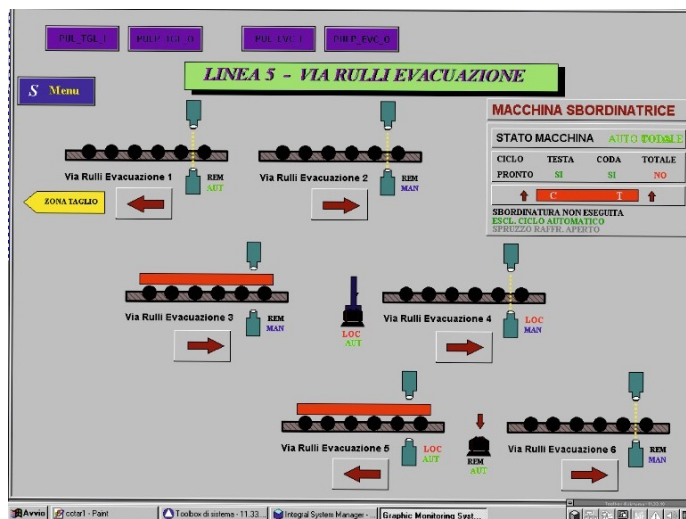 PUL_TGL_I
PULP_TGL_O
PUL_EVC_I
PULP_EVC_O
LINEA 5 - VIA RULLI EVACUAZIONE
S Menu
MACCHINA SBORDINATRICE
STATO MACCHINA
CICLO TESTA CODA TOTALE
PRONTO SI SI NO
C T
SBORDINATURA NON ESEGUITA
ESCL. CICLO AUTOMATICO
SPRUZZO RAFFR. APERTO
Via Rulli Evacuazione 1 REM
AUT
Via Rulli Evacuazione 2 REM
MAN
ZONA TAGLIO
Via Rulli Evacuazione 3 REM
MAN
LOC
AUT
Via Rulli Evacuazione 4 LOC
MAN
Via Rulli Evacuazione 5 LOC
AUT
REM
AUT
Via Rulli Evacuazione 6 REM
MAN
Avvio
cotar1 - Paint
Toolbox di sistema - 11.33 ...
Integral System Manager - ...
Graphic Monitoring Syst...